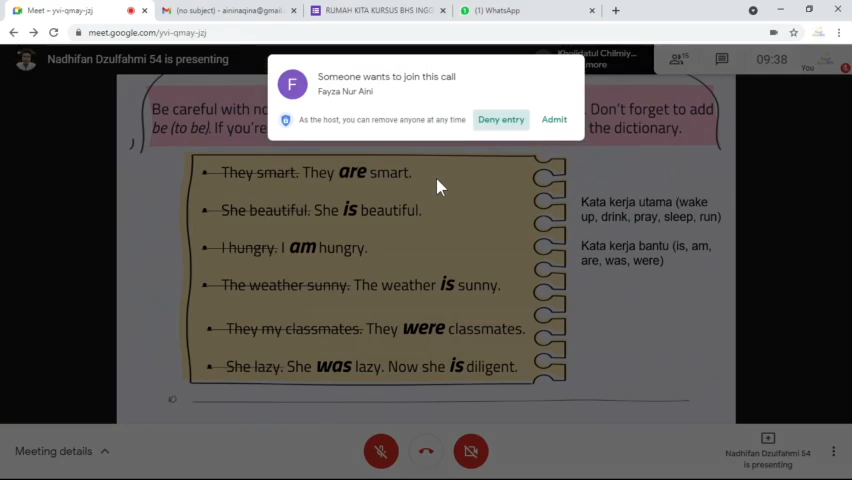 Meet – yvi-qmay-jzj
(no subject) - aininaqina@gmail.
RUMAH KITA KURSUS BHS INGG
(1) WhatsApp
meet.google.com/yvi-qmay-jzj
Nadhifan Dzulfahmi 54 is presenting
Kholidatul Chilmiy...
more
15
09:38
You
Someone wants to join this call
F
Fayza Nur Aini
As the host, you can remove anyone at any time
Deny entry
Admit
Be careful with no
Don't forget to add
be (to be). If you're
the dictionary.
They smart. They are smart.
She beautiful. She is beautiful.
I hungry. I am hungry.
The weather sunny. The weather is sunny.
They my classmates. They were classmates.
She lazy. She was lazy. Now she is diligent.
Kata kerja utama (wake
up, drink, pray, sleep, run)
Kata kerja bantu (is, am,
are, was, were)
Meeting details
Nadhifan Dzulfahmi 54
is presenting